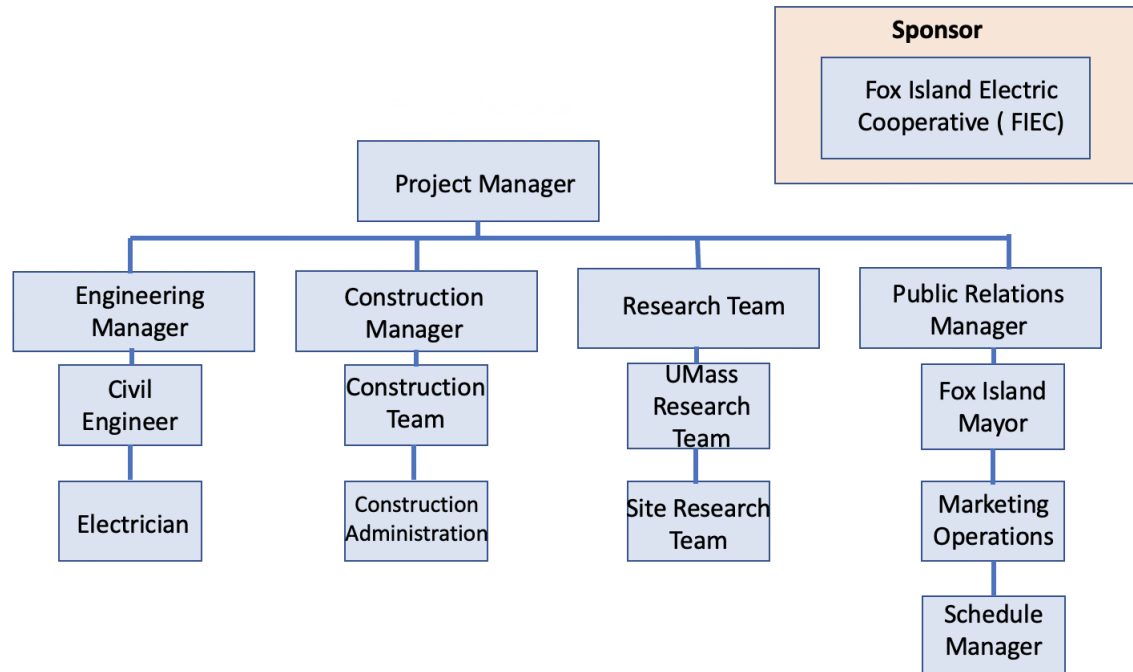 Sponsor
Fox Island Electric
Cooperative ( FIEC)
Project Manager
Engineering
Manager
Construction
Manager
Research Team
Public Relations
Manager
Civil
Engineer
Construction
Team
UMass
Research
Team
Fox Island
Mayor
Electrician
Construction
Administration
Site Research
Team
Marketing
Operations
Schedule
Manager